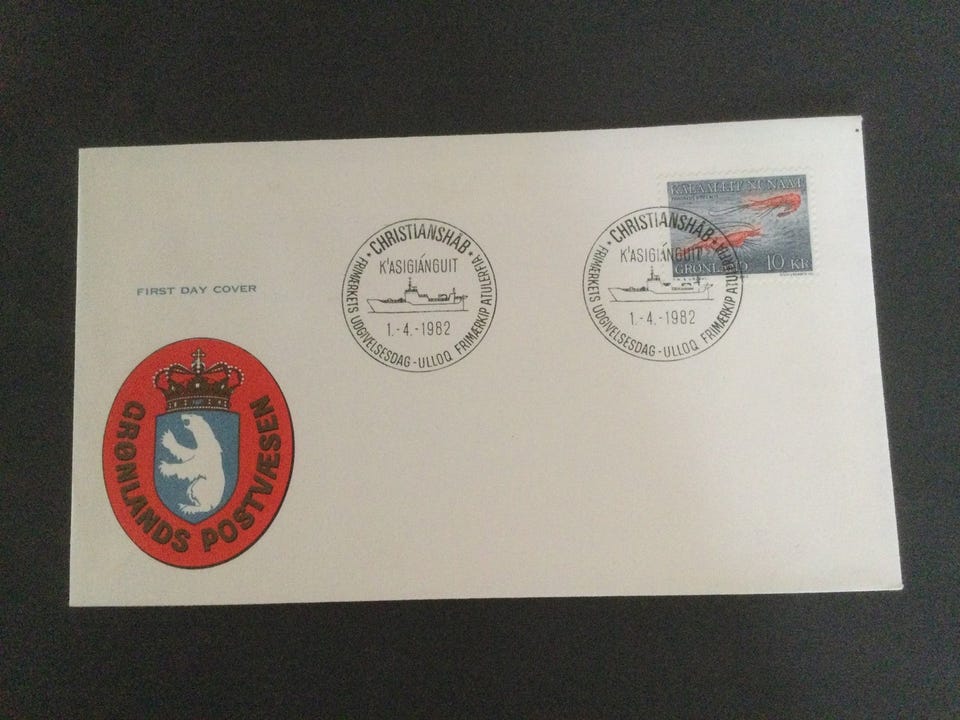 KALAALLIT NUNAAT
GRØNLAND 10 KR
CHRISTIANSHÅB
K'ASIGIÁNGUIT
1.-4.-1982
FRIMÆRKETS UDGIVELSESDAG - ULLOQ FRIMÆRKIP ATULERFIA
CHRISTIANSHÅB
K'ASIGIÁNGUIT
1.-4.-1982
FRIMÆRKETS UDGIVELSESDAG - ULLOQ FRIMÆRKIP ATULERFIA
FIRST DAY COVER
GRØNLANDS POSTVÆSEN